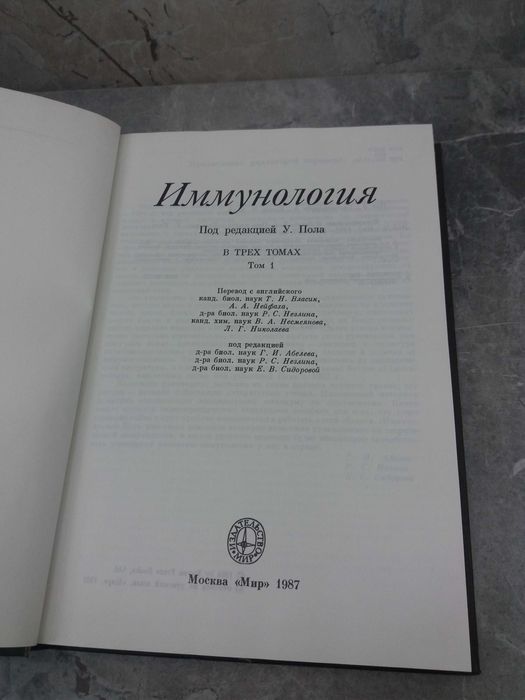 Иммунология
Под редакцией У. Пола
В ТРЕХ ТОМАХ
Том 1
Перевод с английского
канд. биол. наук Т. Н. Власик,
А. А. Нейфаха,
д-ра биол. наук Р. С. Незлина,
канд. хим. наук В. А. Несмеянова,
Л. Г. Николаева
под редакцией
д-ра биол. наук Г. И. Абелева,
д-ра биол. наук Р. С. Незлина,
д-ра биол. наук Е. В. Сидоровой
ИЗДАТЕЛЬСТВО
МИР
Москва «Мир» 1987